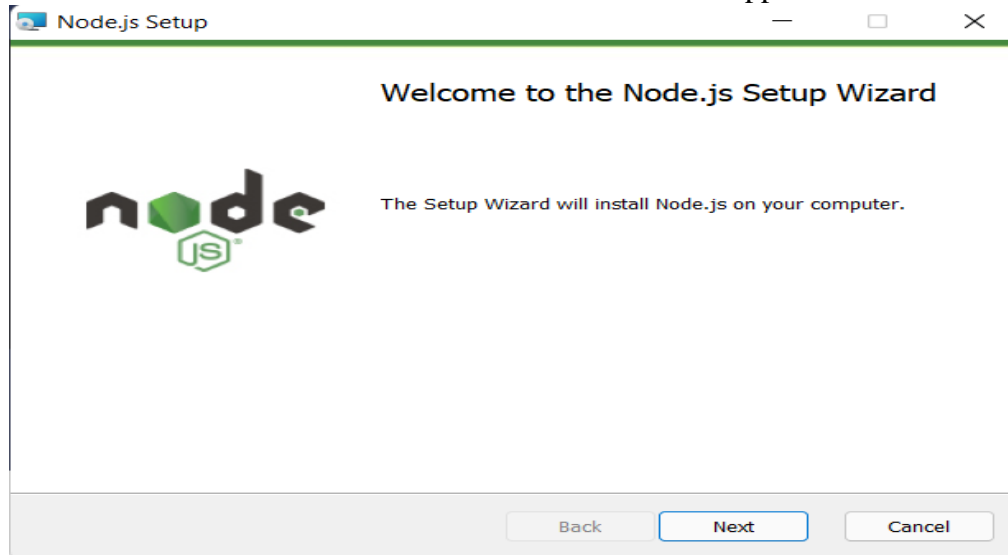 Node.js Setup
Welcome to the Node.js Setup Wizard
node
JS
The Setup Wizard will install Node.js on your computer.
Back
Next
Cancel